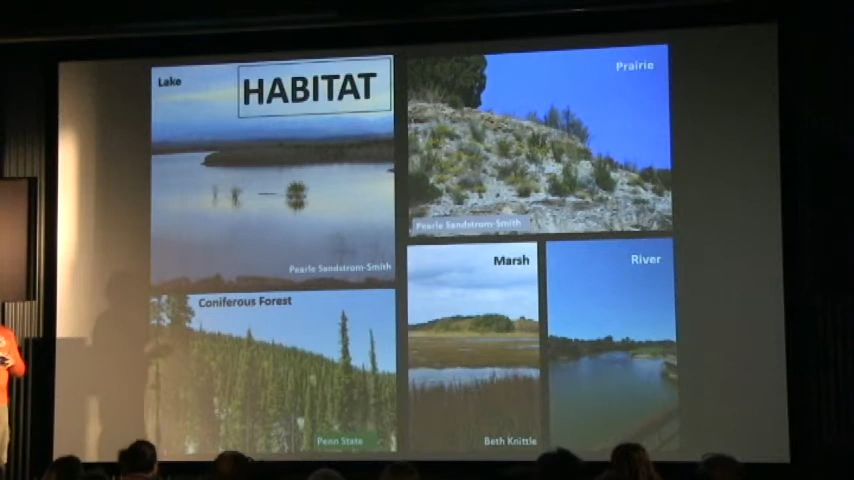 Lake
HABITAT
Pearle Sandstrom-Smith
Prairie
Pearle Sandstrom-Smith
Coniferous Forest
Penn State
Marsh
Beth Knittle
River